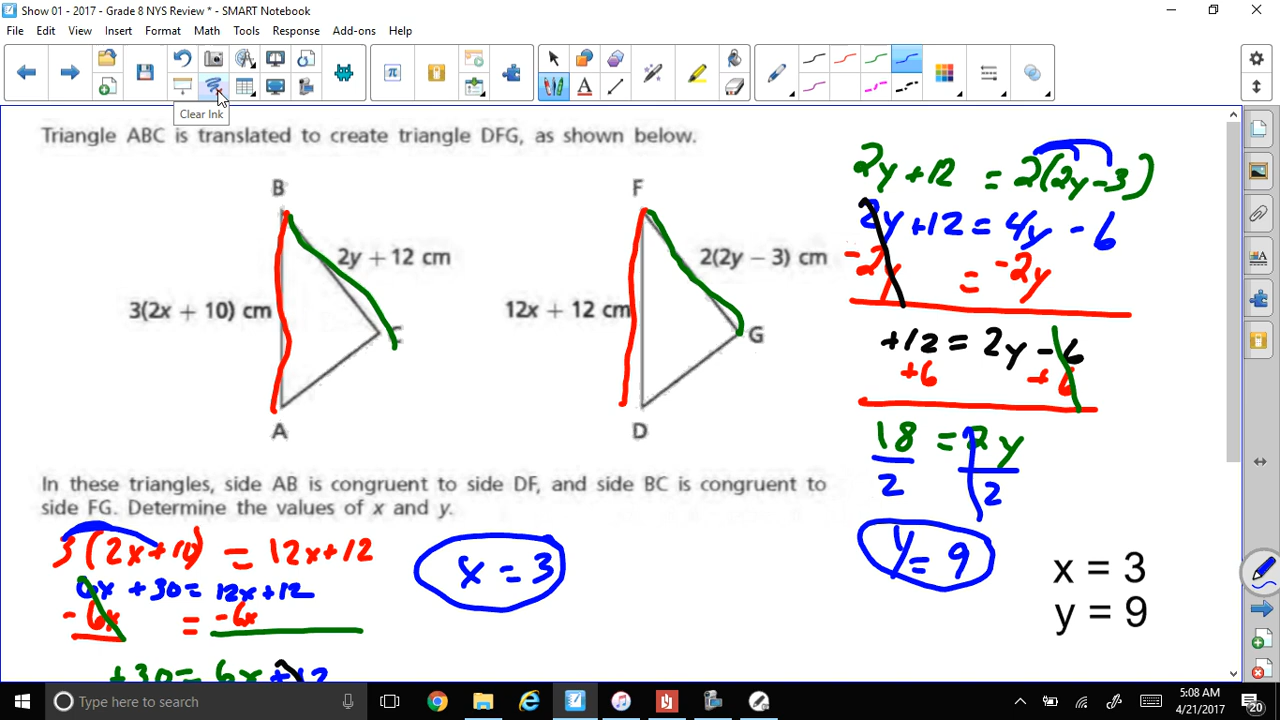 Show 01 - 2017 - Grade 8 NYS Review * - SMART Notebook
File Edit View Insert Format Math Tools Response Add-ons Help
Clear Ink
Triangle ABC is translated to create triangle DFG, as shown below.
B
2y + 12 cm
3(2x + 10) cm
C
A
F
2(2y − 3) cm
12x + 12 cm
G
D
In these triangles, side AB is congruent to side DF, and side BC is congruent to
side FG. Determine the values of x and y.
3(2x+10) = 12x+12
6x +30= 12x+12
-6x = -6x
+30= 6x +12
x = 3
2y+12 = 2(2y-3)
2y+12= 4y -6
-2y = -2y
+12= 2y -6
+6 +6
18 = 2y
2 2
y = 9
x = 3
y = 9
Type here to search
5:08 AM
4/21/2017
20